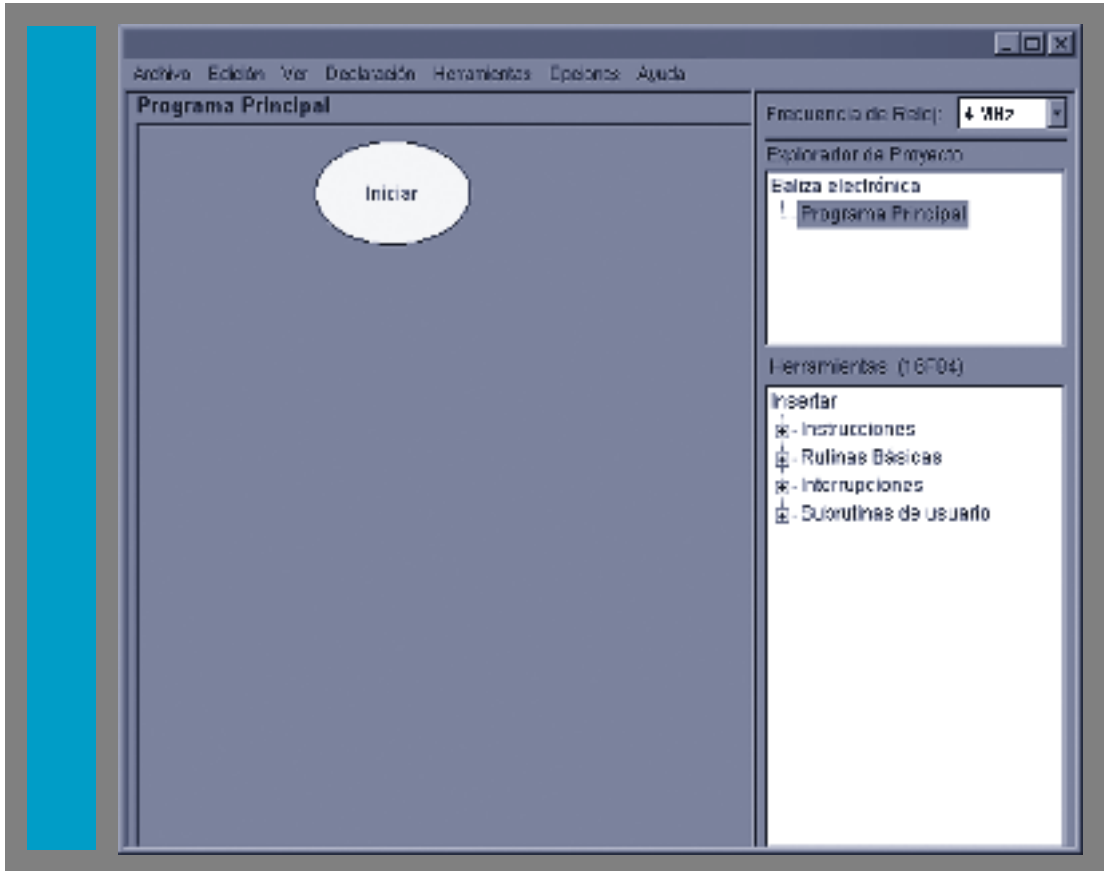 Archivo Edición Ver Declaración Herramientas Opciones Ayuda
Programa Principal
Iniciar
Frecuencia de Reloj: 4 MHz
Explorador de Proyecto
Baliza electrónica
Programa Principal
Herramientas (16F84)
Insertar
Instrucciones
Rutinas Básicas
Interrupciones
Subrutinas de usuario